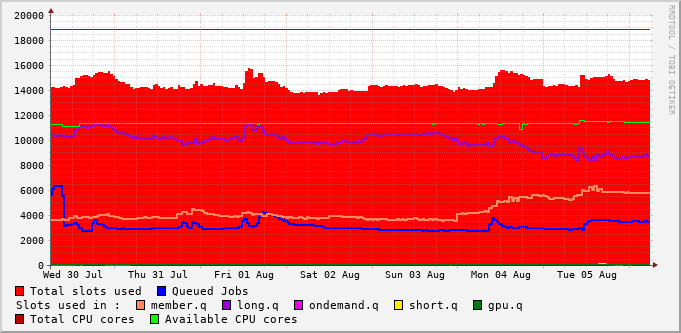 RRDTOOL / TOBI OETIKER
20000
18000
16000
14000
12000
10000
8000
6000
4000
2000
0
Wed 30 Jul Thu 31 Jul Fri 01 Aug Sat 02 Aug Sun 03 Aug Mon 04 Aug Tue 05 Aug
Total slots used Queued Jobs
Slots used in : member.q long.q ondemand.q short.q gpu.q
Total CPU cores Available CPU cores